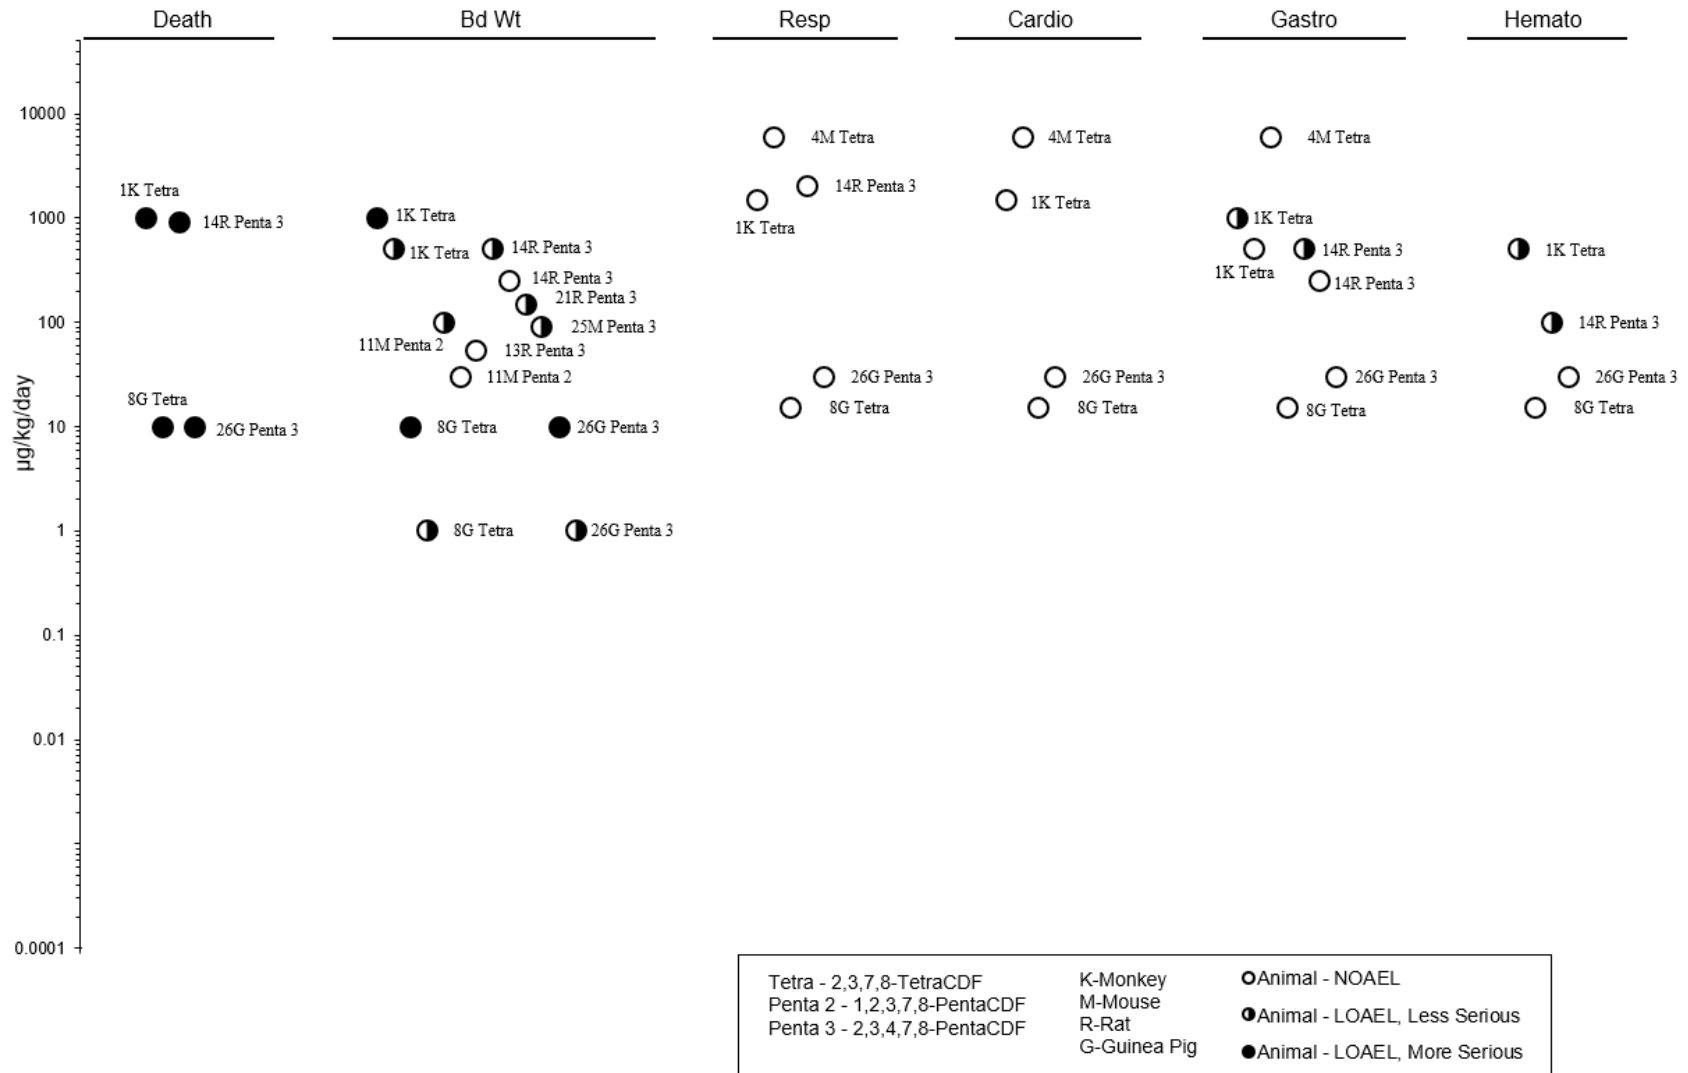 Death Bd Wt Resp Cardio Gastro Hemato
µg/kg/day
10000
1000
100
10
1
0.1
0.01
0.0001
1K Tetra
14R Penta 3
8G Tetra
26G Penta 3
1K Tetra
1K Tetra
14R Penta 3
14R Penta 3
21R Penta 3
25M Penta 3
11M Penta 2
13R Penta 3
11M Penta 2
8G Tetra
26G Penta 3
8G Tetra
26G Penta 3
4M Tetra
14R Penta 3
1K Tetra
26G Penta 3
8G Tetra
4M Tetra
1K Tetra
26G Penta 3
8G Tetra
4M Tetra
1K Tetra
14R Penta 3
1K Tetra
14R Penta 3
26G Penta 3
8G Tetra
1K Tetra
14R Penta 3
26G Penta 3
8G Tetra
Tetra - 2,3,7,8-TetraCDF
Penta 2 - 1,2,3,7,8-PentaCDF
Penta 3 - 2,3,4,7,8-PentaCDF
K-Monkey
M-Mouse
R-Rat
G-Guinea Pig
Animal - NOAEL
Animal - LOAEL, Less Serious
Animal - LOAEL, More Serious